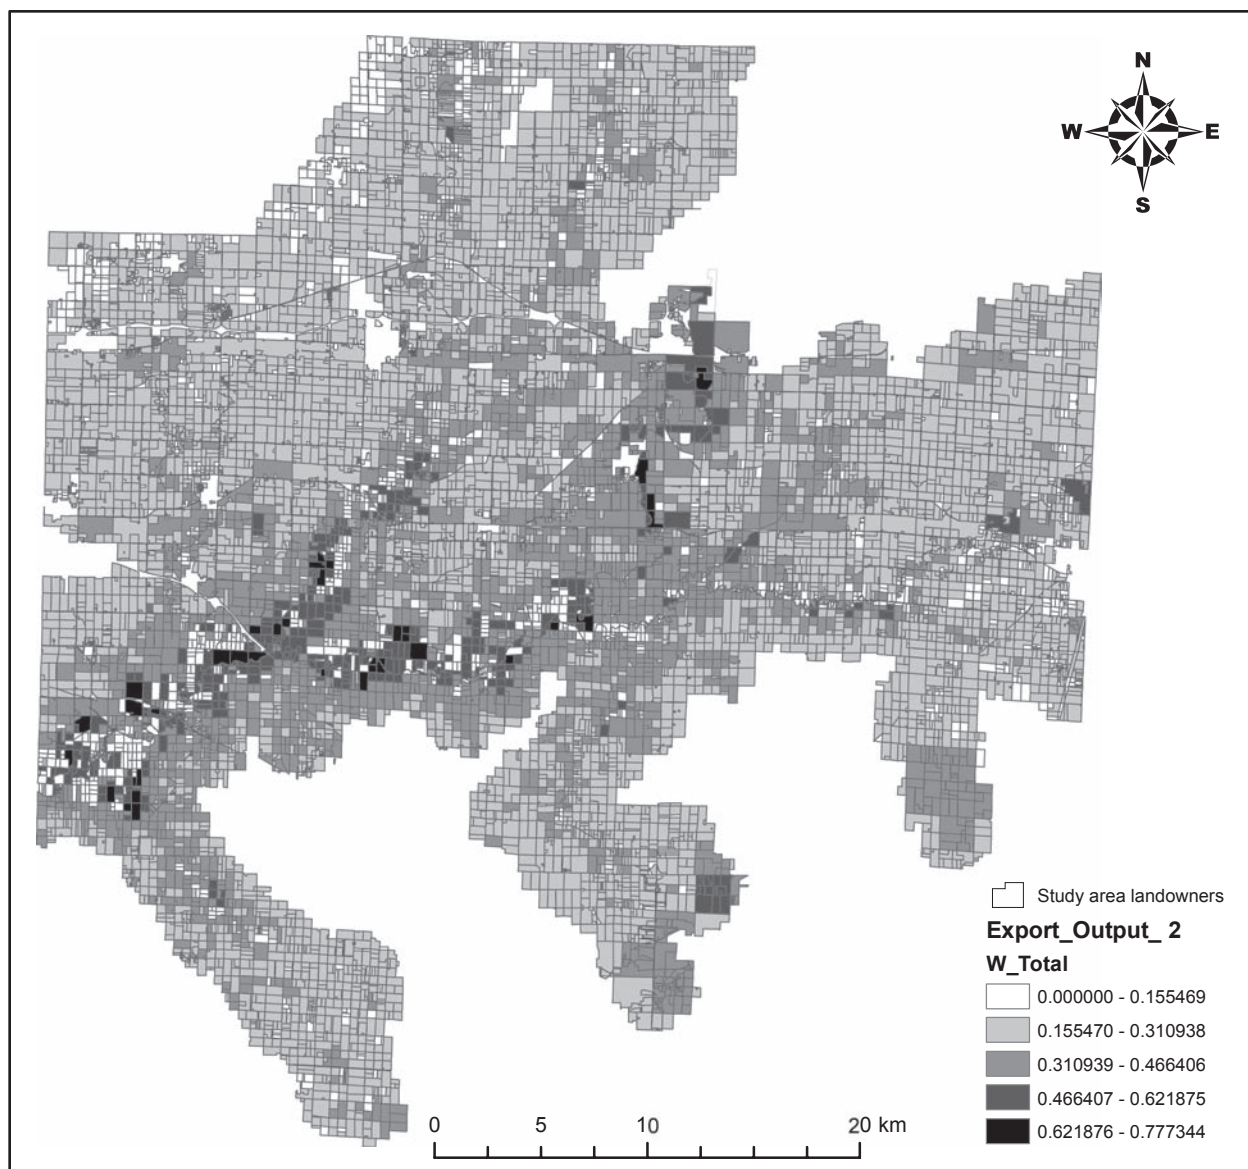 N
W E
S
Study area landowners
Export_Output_ 2
W_Total
0.000000 - 0.155469
0.155470 - 0.310938
0.310939 - 0.466406
0.466407 - 0.621875
0.621876 - 0.777344
0 5 10 20 km